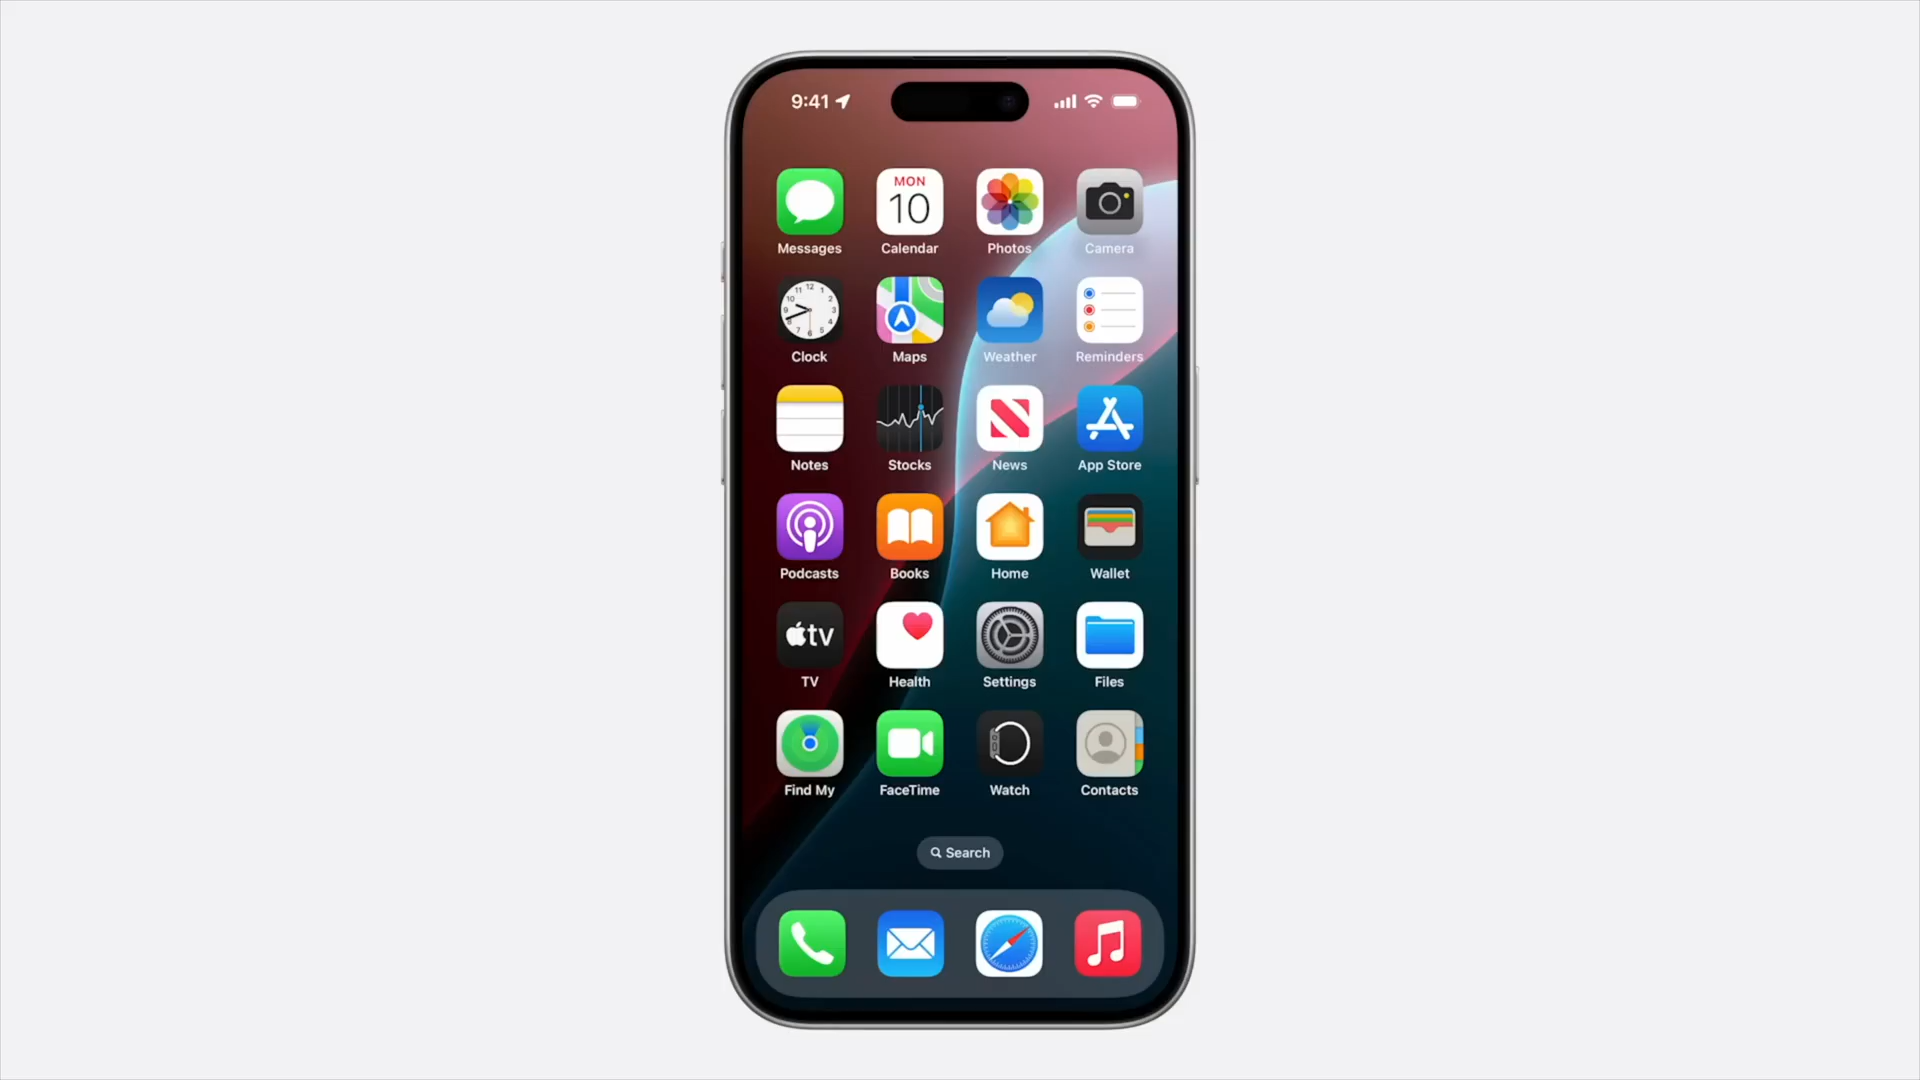 9:41
MON
10
Messages Calendar Photos Camera
Clock Maps Weather Reminders
Notes Stocks News App Store
Podcasts Books Home Wallet
tv
TV Health Settings Files
Find My FaceTime Watch Contacts
Search